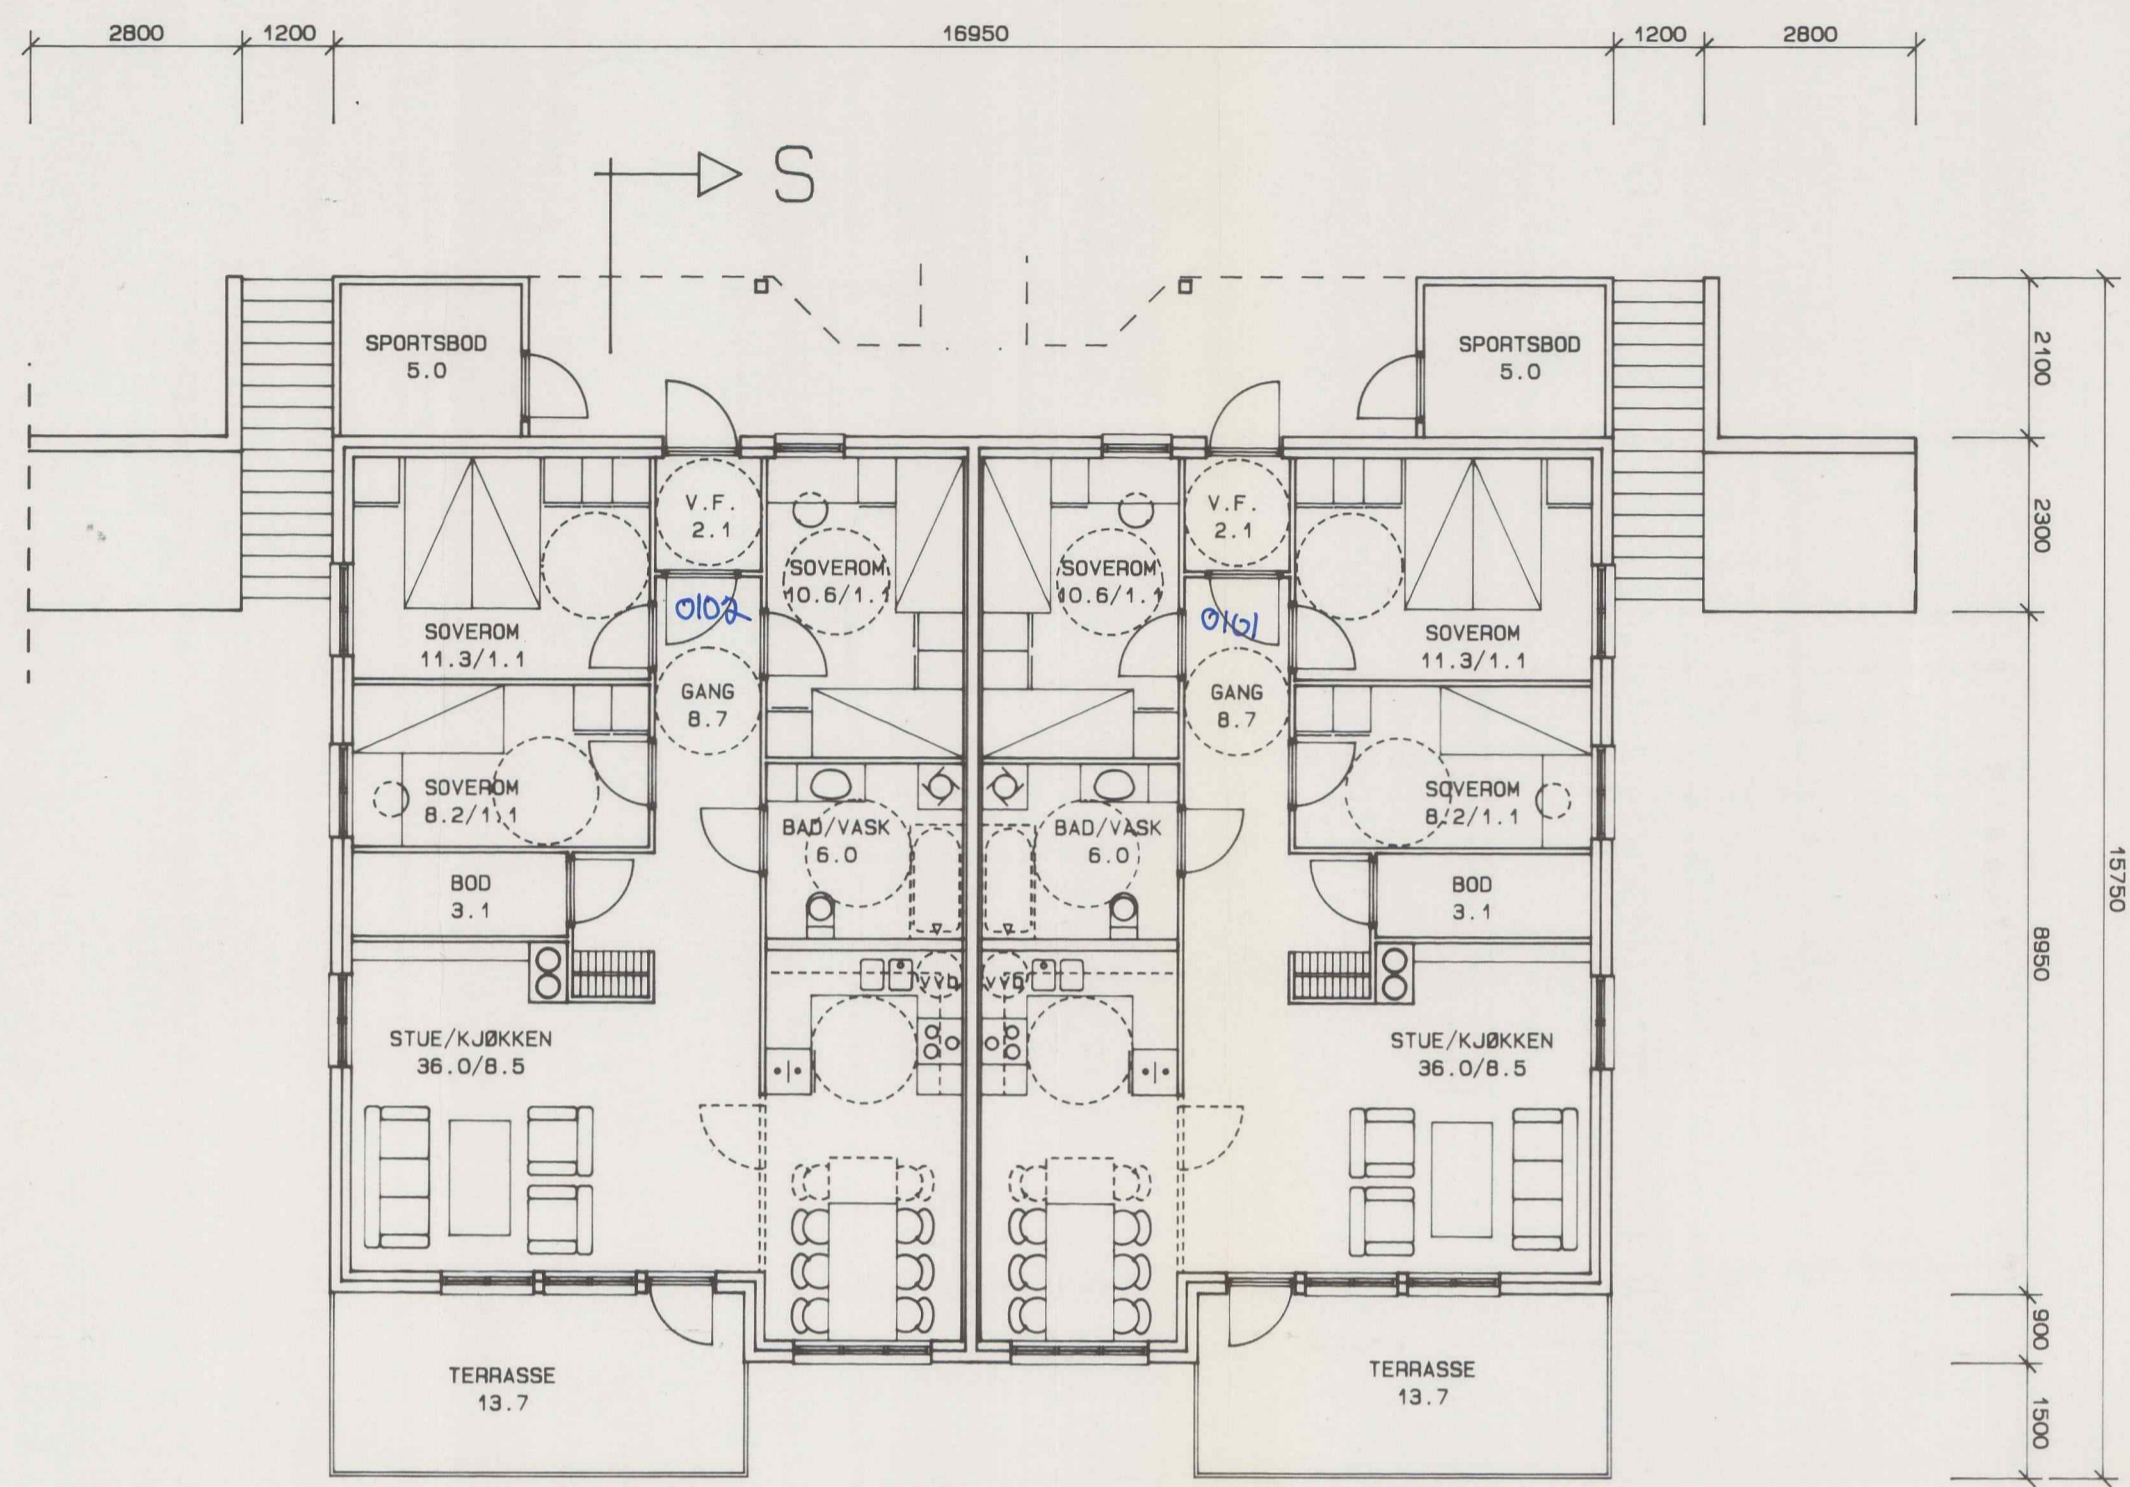 2800 1200 16950 1200 2800
S
SPORTSBOD
5.0
SPORTSBOD
5.0
2100
V.F.
2.1
V.F.
2.1
2300
SOVEROM
10.6/1.1
SOVEROM
10.6/1.1
0102
0101
SOVEROM
11.3/1.1
SOVEROM
11.3/1.1
GANG
8.7
GANG
8.7
SOVEROM
8.2/1.1
SOVEROM
8.2/1.1
BAD/VASK
6.0
BAD/VASK
6.0
BOD
3.1
BOD
3.1
15750
8950
VVB
VVB
STUE/KJØKKEN
36.0/8.5
STUE/KJØKKEN
36.0/8.5
900
TERRASSE
13.7
TERRASSE
13.7
1500